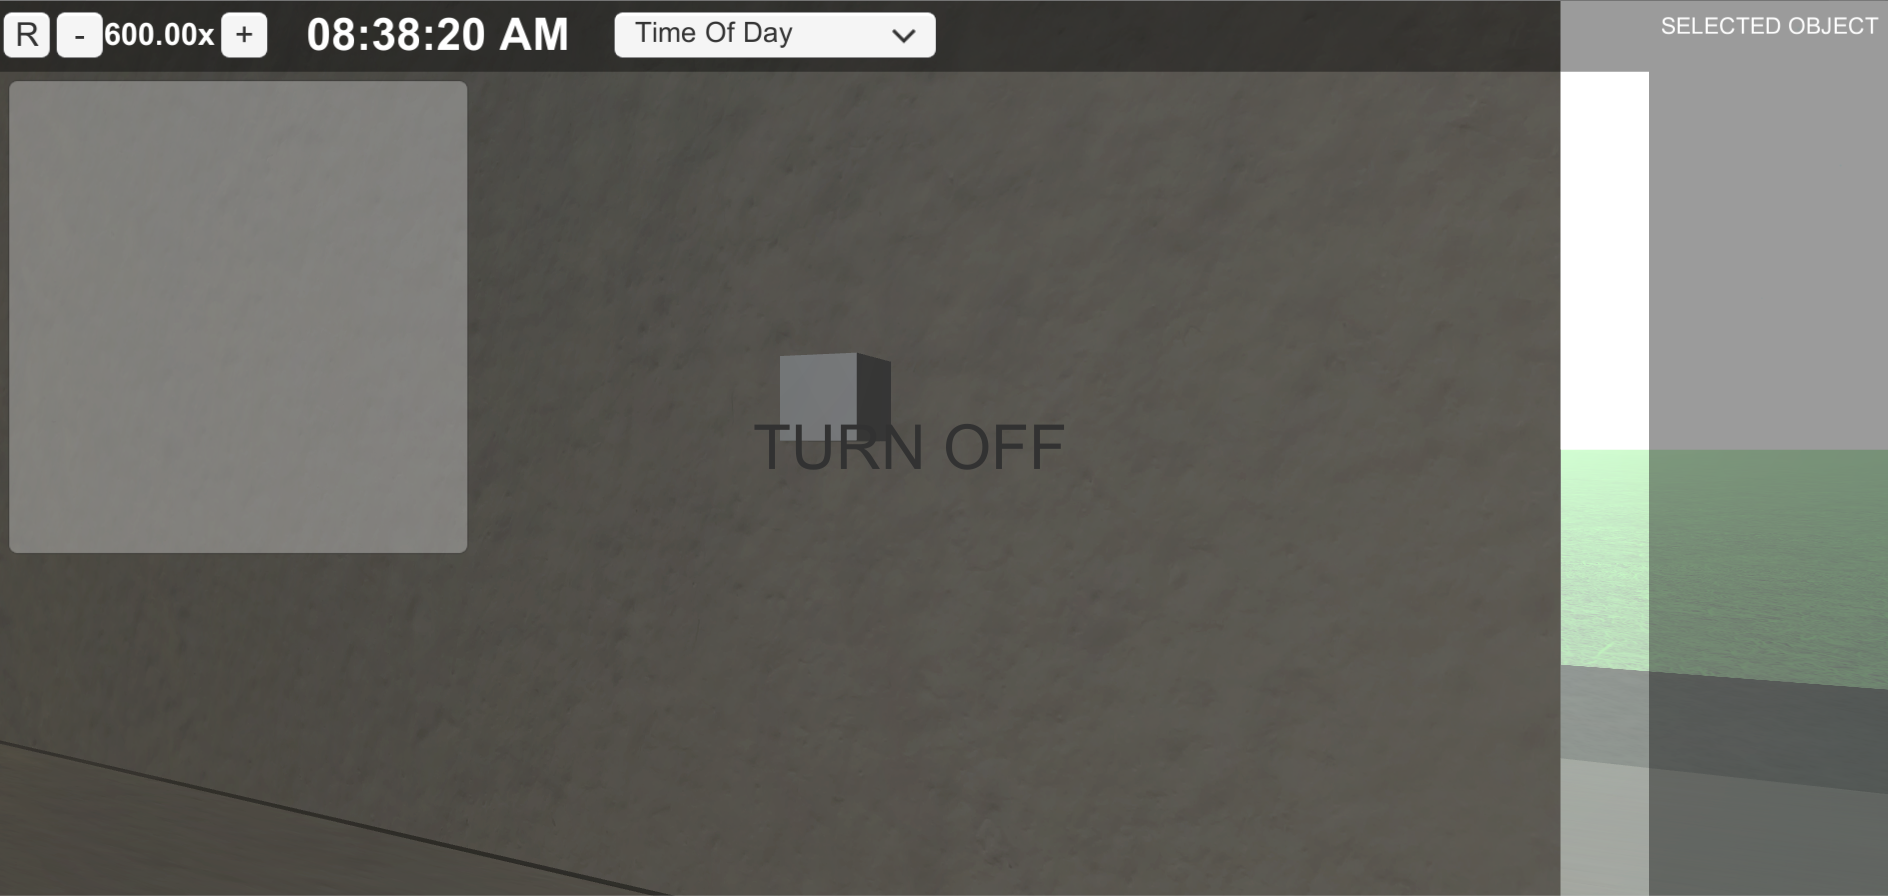 R - 600.00x + 08:38:20 AM Time Of Day SELECTED OBJECT
TURN OFF